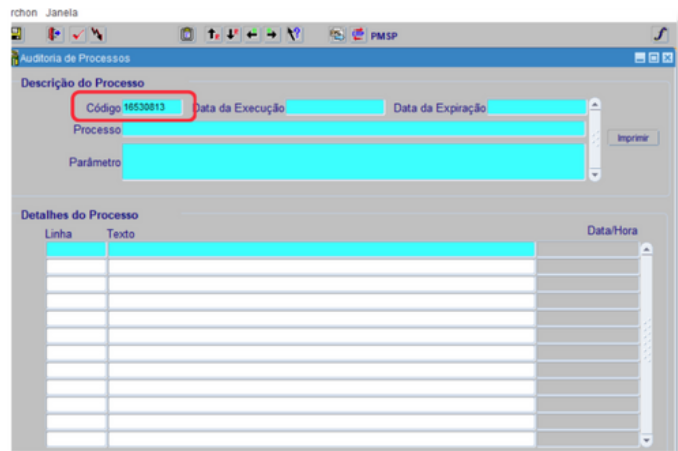 rchon Janela
PMSP
Auditoria de Processos
Descrição do Processo
Código 16530813 Data da Execução Data da Expiração
Processo
Imprimir
Parâmetro
Detalhes do Processo
Linha Texto Data/Hora